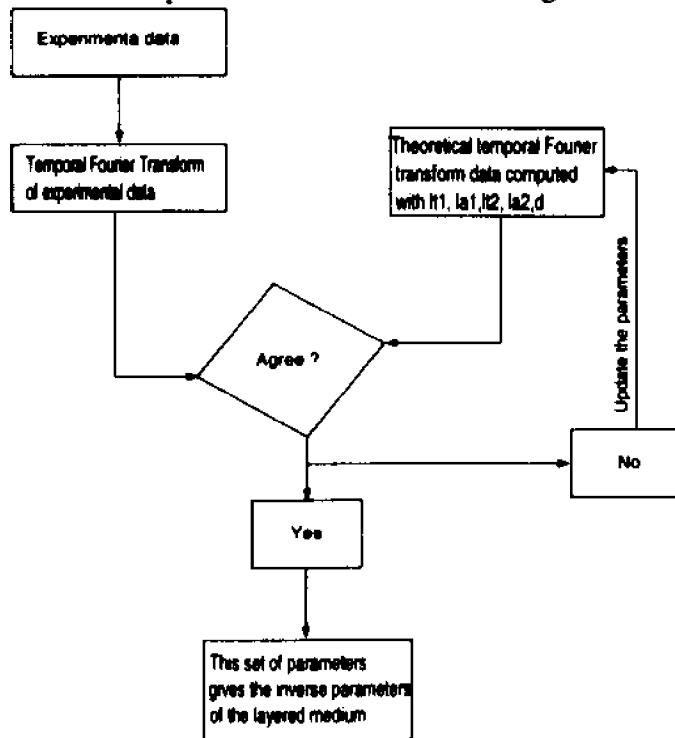 Experimenta data
Temporal Fourier Transform
of experimental data
Theoretical temporal Fourier
transform data computed
with lt1, la1,lt2, la2,d
Update the parameters
Agree ?
No
Yes
This set of parameters
gives the inverse parameters
of the layered medium